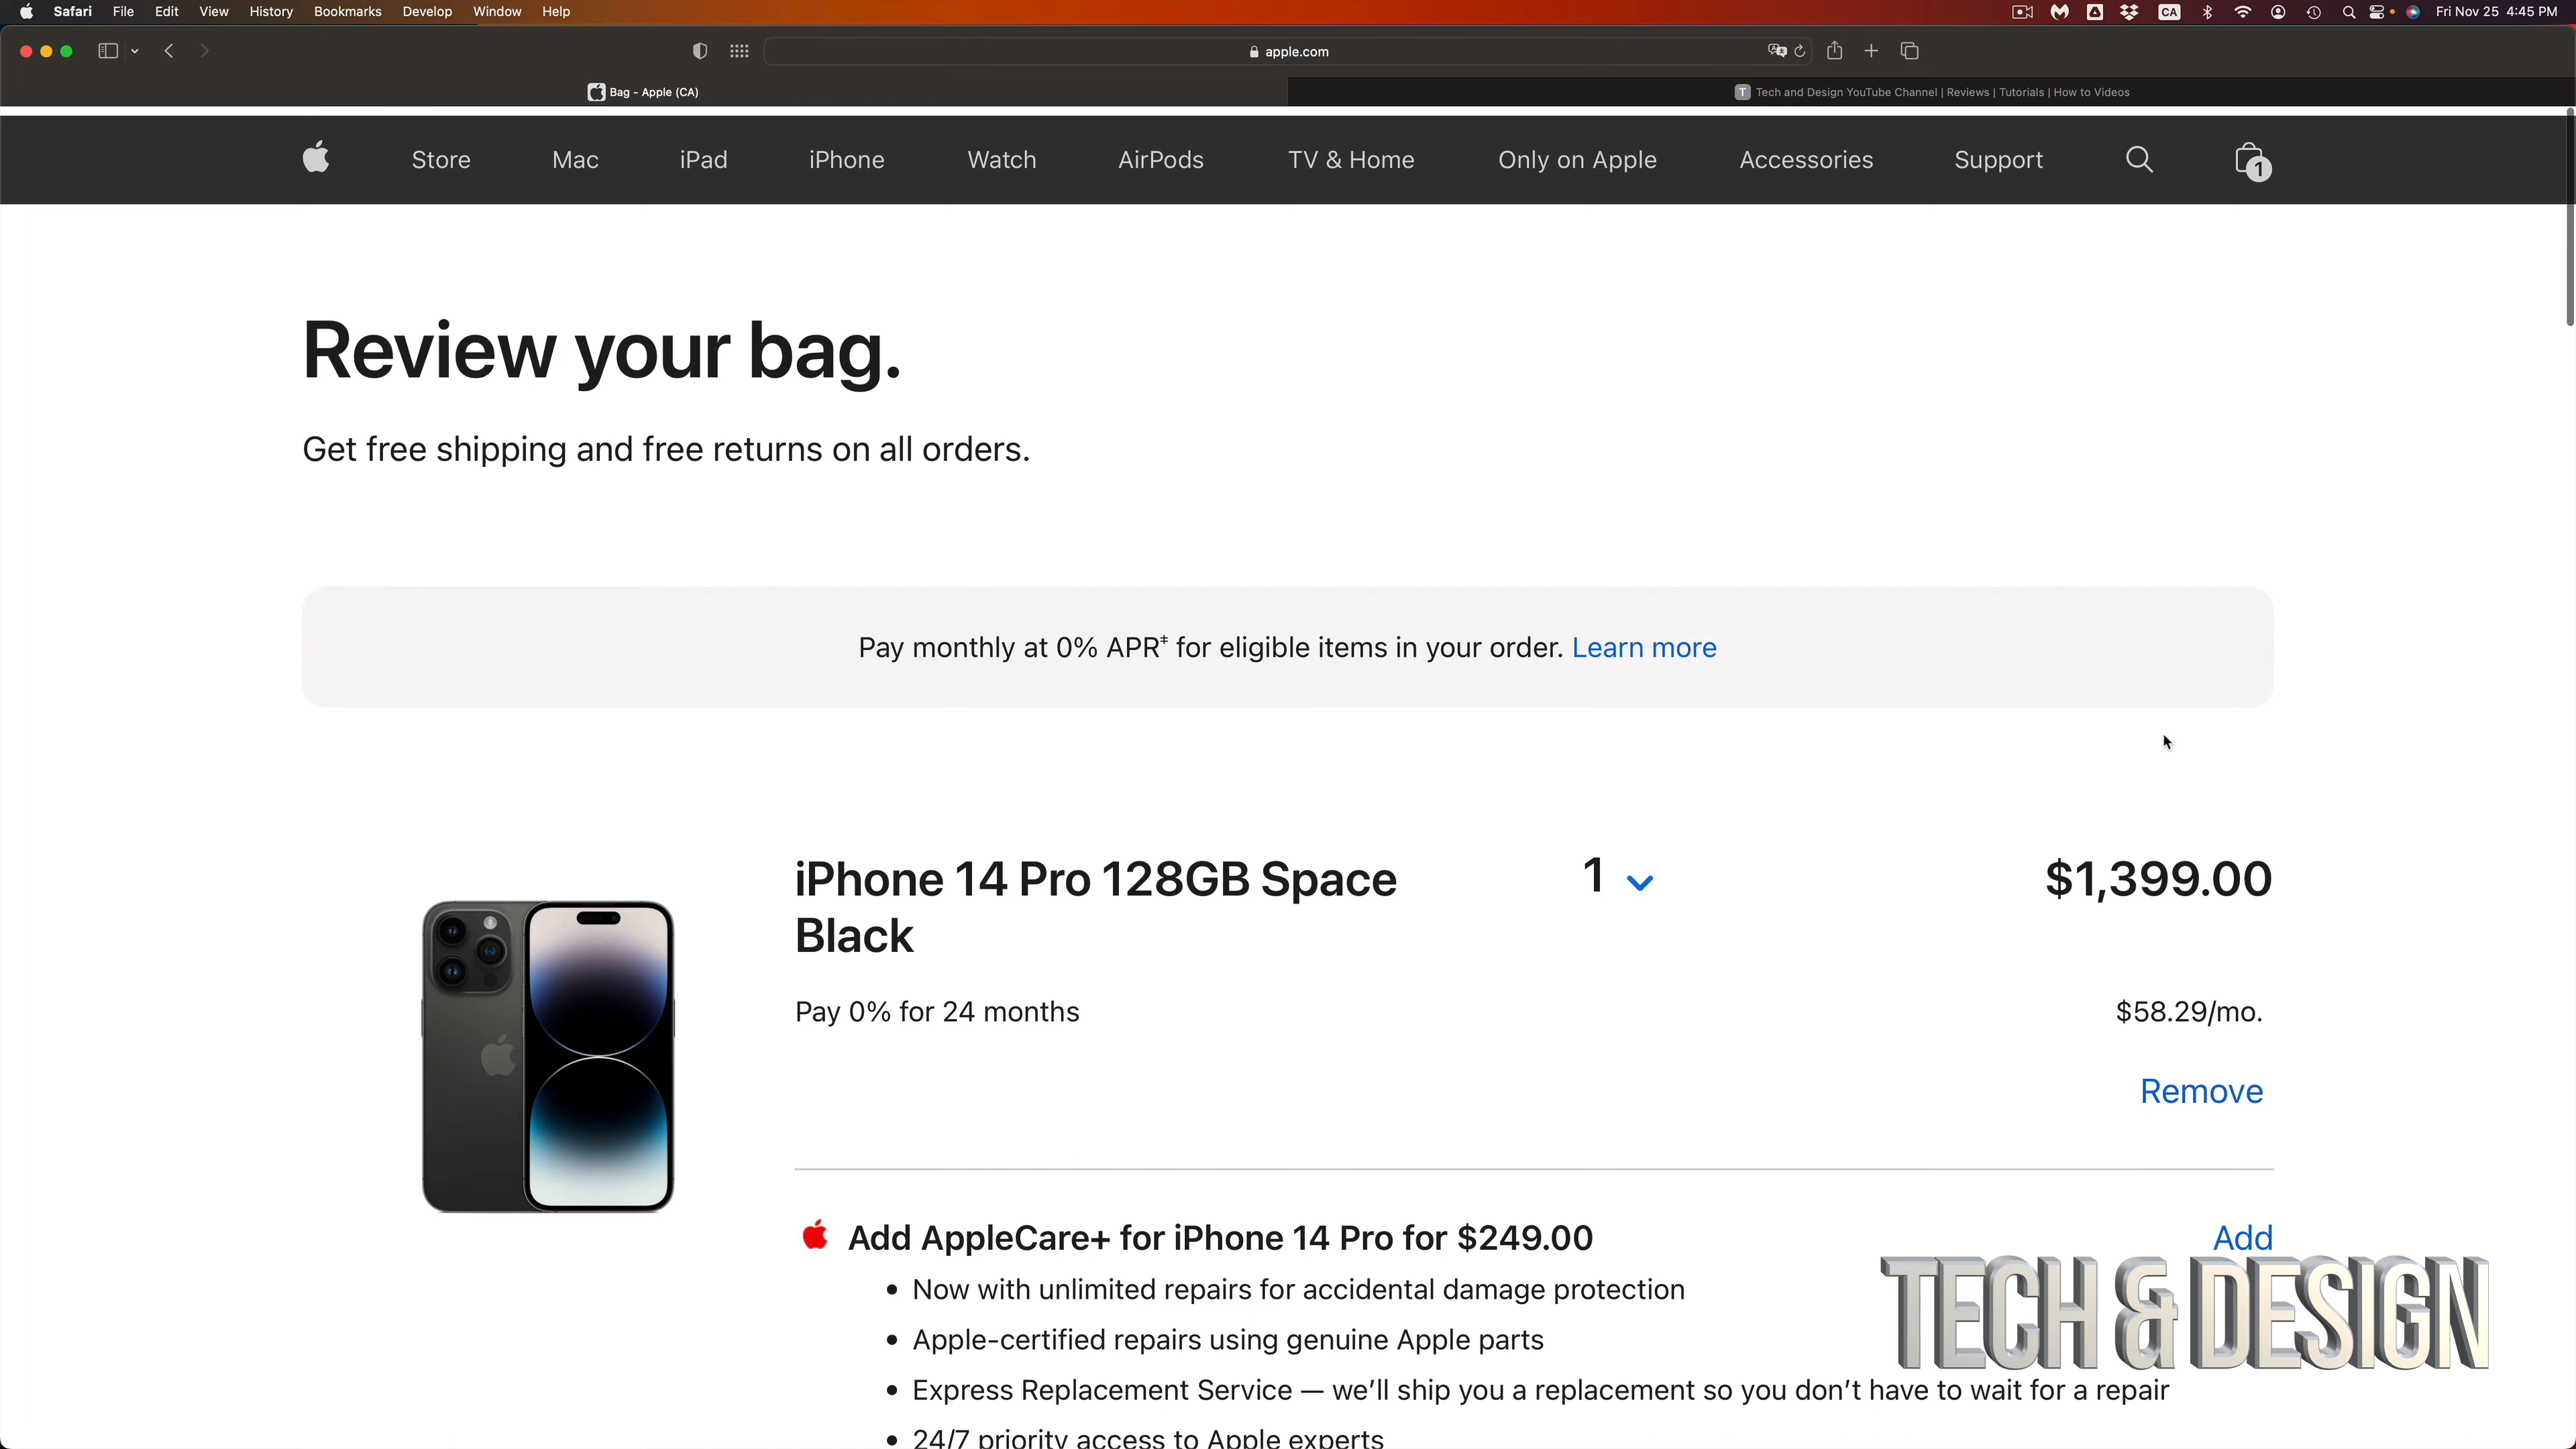 Safari File Edit View History Bookmarks Develop Window Help CA Fri Nov 25 4:45 PM
apple.com
Bag - Apple (CA) T Tech and Design YouTube Channel | Reviews | Tutorials | How to Videos
Store Mac iPad iPhone Watch AirPods TV & Home Only on Apple Accessories Support 1
Review your bag.
Get free shipping and free returns on all orders.
Pay monthly at 0% APR‡ for eligible items in your order. Learn more
iPhone 14 Pro 128GB Space 1 $1,399.00
Black
Pay 0% for 24 months $58.29/mo.
Remove
Add AppleCare+ for iPhone 14 Pro for $249.00 Add
• Now with unlimited repairs for accidental damage protection
• Apple-certified repairs using genuine Apple parts
• Express Replacement Service — we’ll ship you a replacement so you don’t have to wait for a repair
• 24/7 priority access to Apple experts
TECH & DESIGN